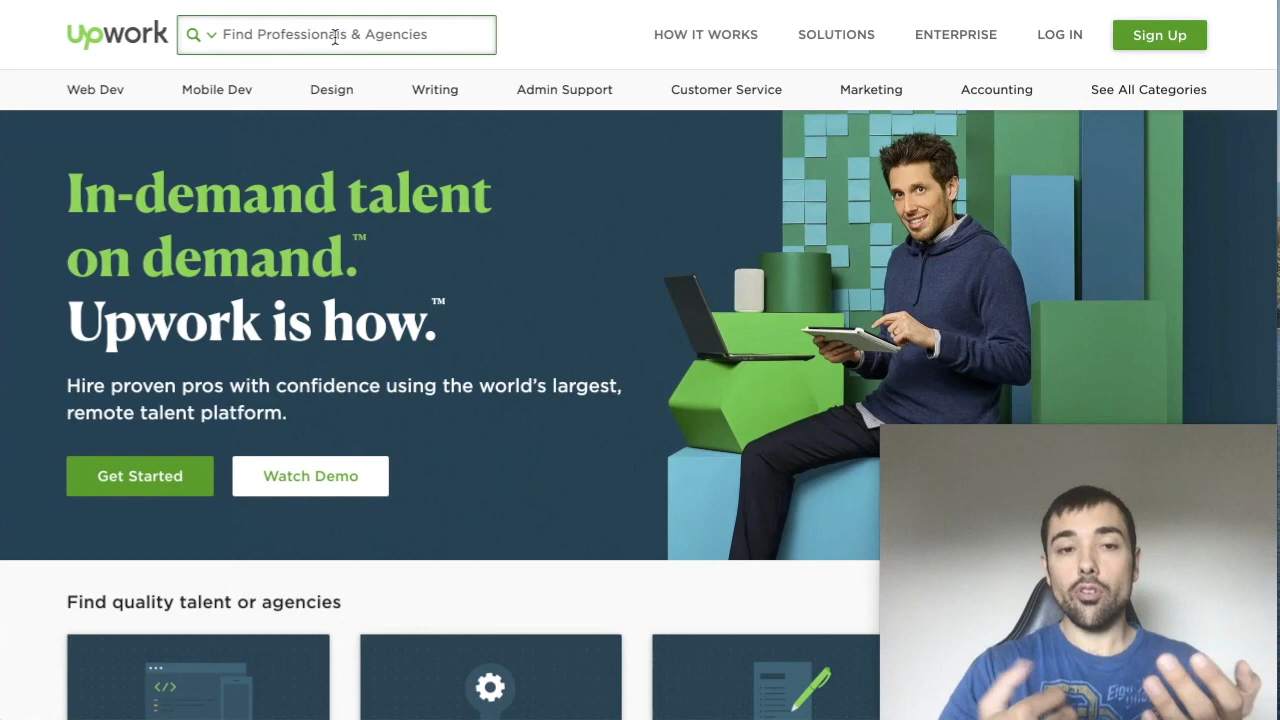 upwork
Find Professionals & Agencies
HOW IT WORKS
SOLUTIONS
ENTERPRISE
LOG IN
Sign Up
Web Dev
Mobile Dev
Design
Writing
Admin Support
Customer Service
Marketing
Accounting
See All Categories
In-demand talent
on demand.™
Upwork is how.™
Hire proven pros with confidence using the world's largest,
remote talent platform.
Get Started
Watch Demo
Find quality talent or agencies
</>